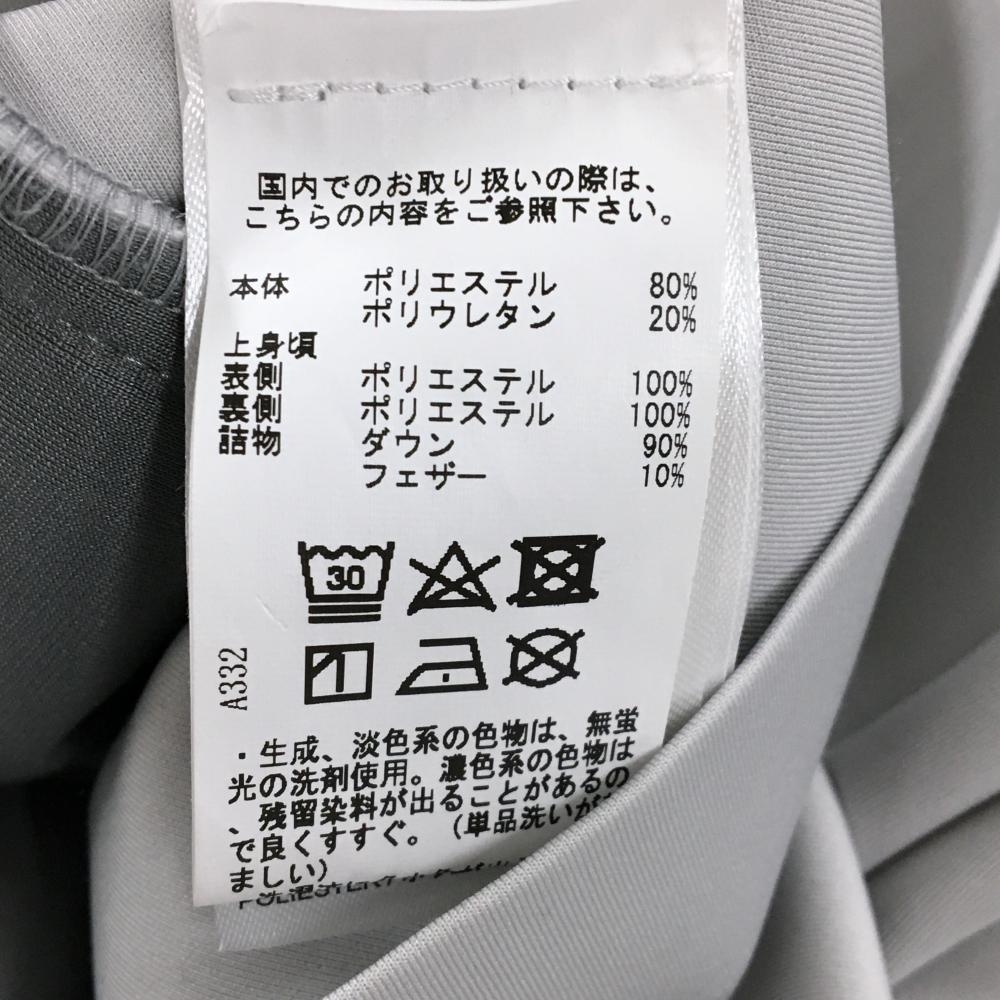 国内でのお取り扱いの際は、
こちらの内容をご参照下さい。
本体 ポリエステル 80%
ポリウレタン 20%
上身頃
表側 ポリエステル 100%
裏側 ポリエステル 100%
詰物 ダウン 90%
フェザー 10%
30
A332
・生成、淡色系の色物は、無蛍
光の洗剤使用。濃色系の色物は
、残留染料が出ることがあるの
で良くすすぐ。（単品洗いが
ましい）